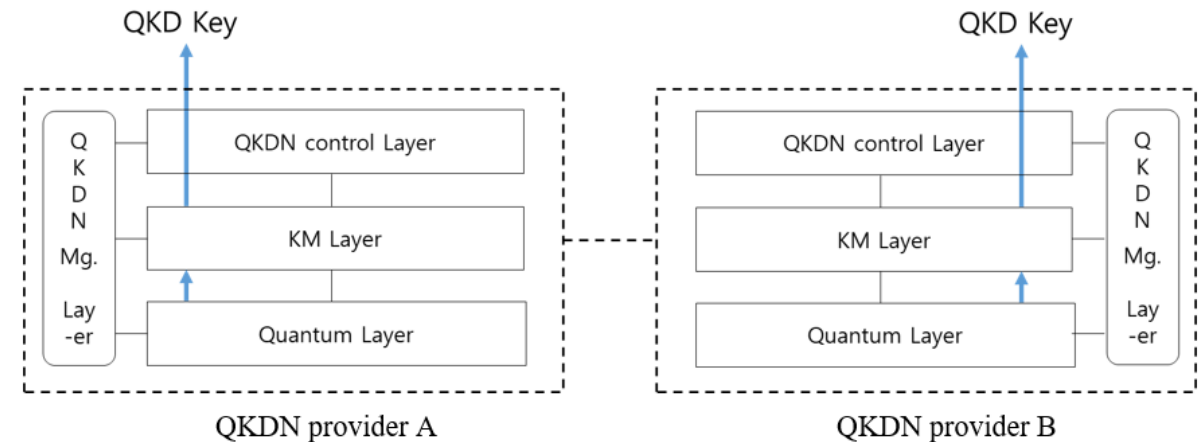 QKD Key
QKD Key
Q
K
D
N
Mg.
Lay
-er
QKDN control Layer
KM Layer
Quantum Layer
QKDN control Layer
KM Layer
Quantum Layer
Q
K
D
N
Mg.
Lay
-er
QKDN provider A
QKDN provider B